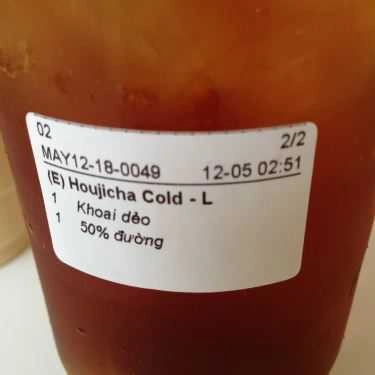 02 2/2
MAY12-18-0049 12-05 02:51
(E) Houjicha Cold - L
1 Khoai dẻo
1 50% đường